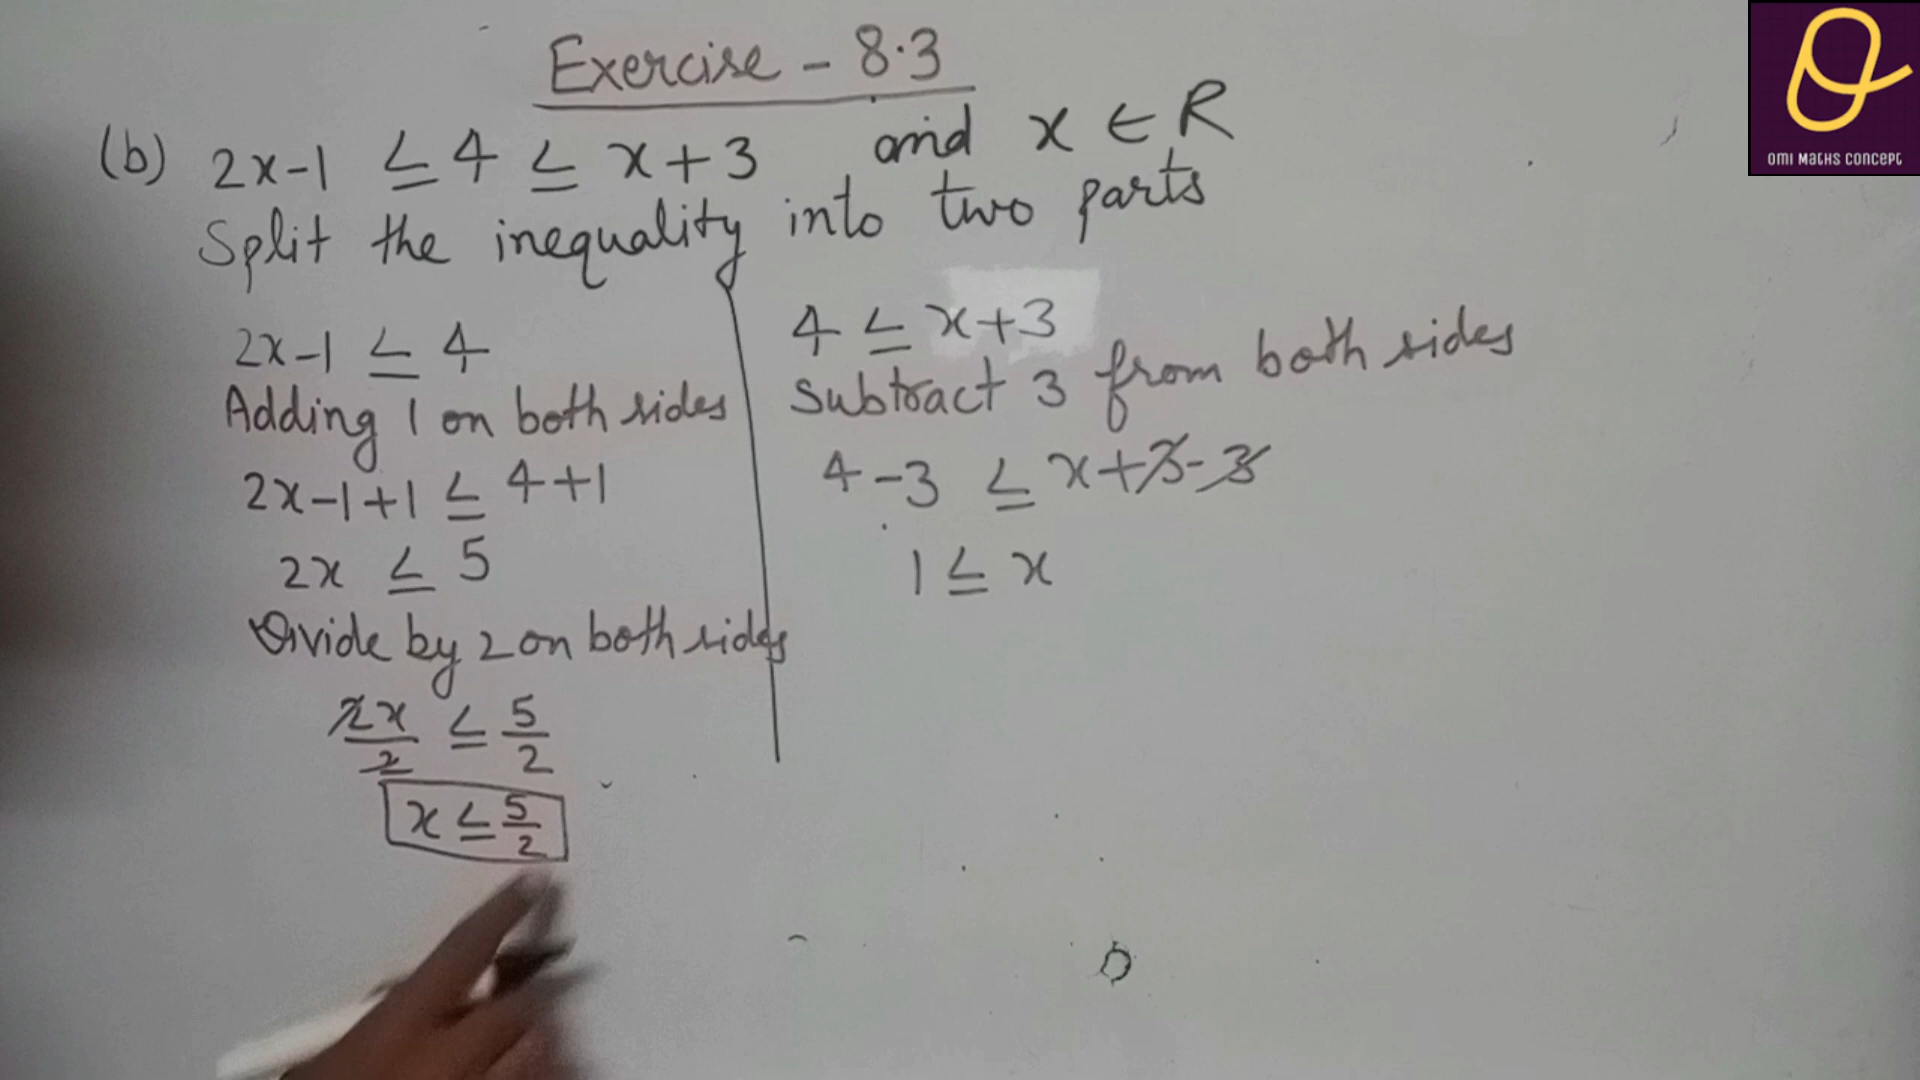 Exercise - 8.3
(b) 2x-1 ≤ 4 ≤ x+3 and x ∈ R
Split the inequality into two parts
2x-1 ≤ 4
Adding 1 on both sides
2x-1+1 ≤ 4+1
2x ≤ 5
Divide by 2 on both sides
2x/2 ≤ 5/2
x ≤ 5/2
4 ≤ x+3
Subtract 3 from both sides
4-3 ≤ x+3-3
1 ≤ x
OMI MATHS CONCEPT